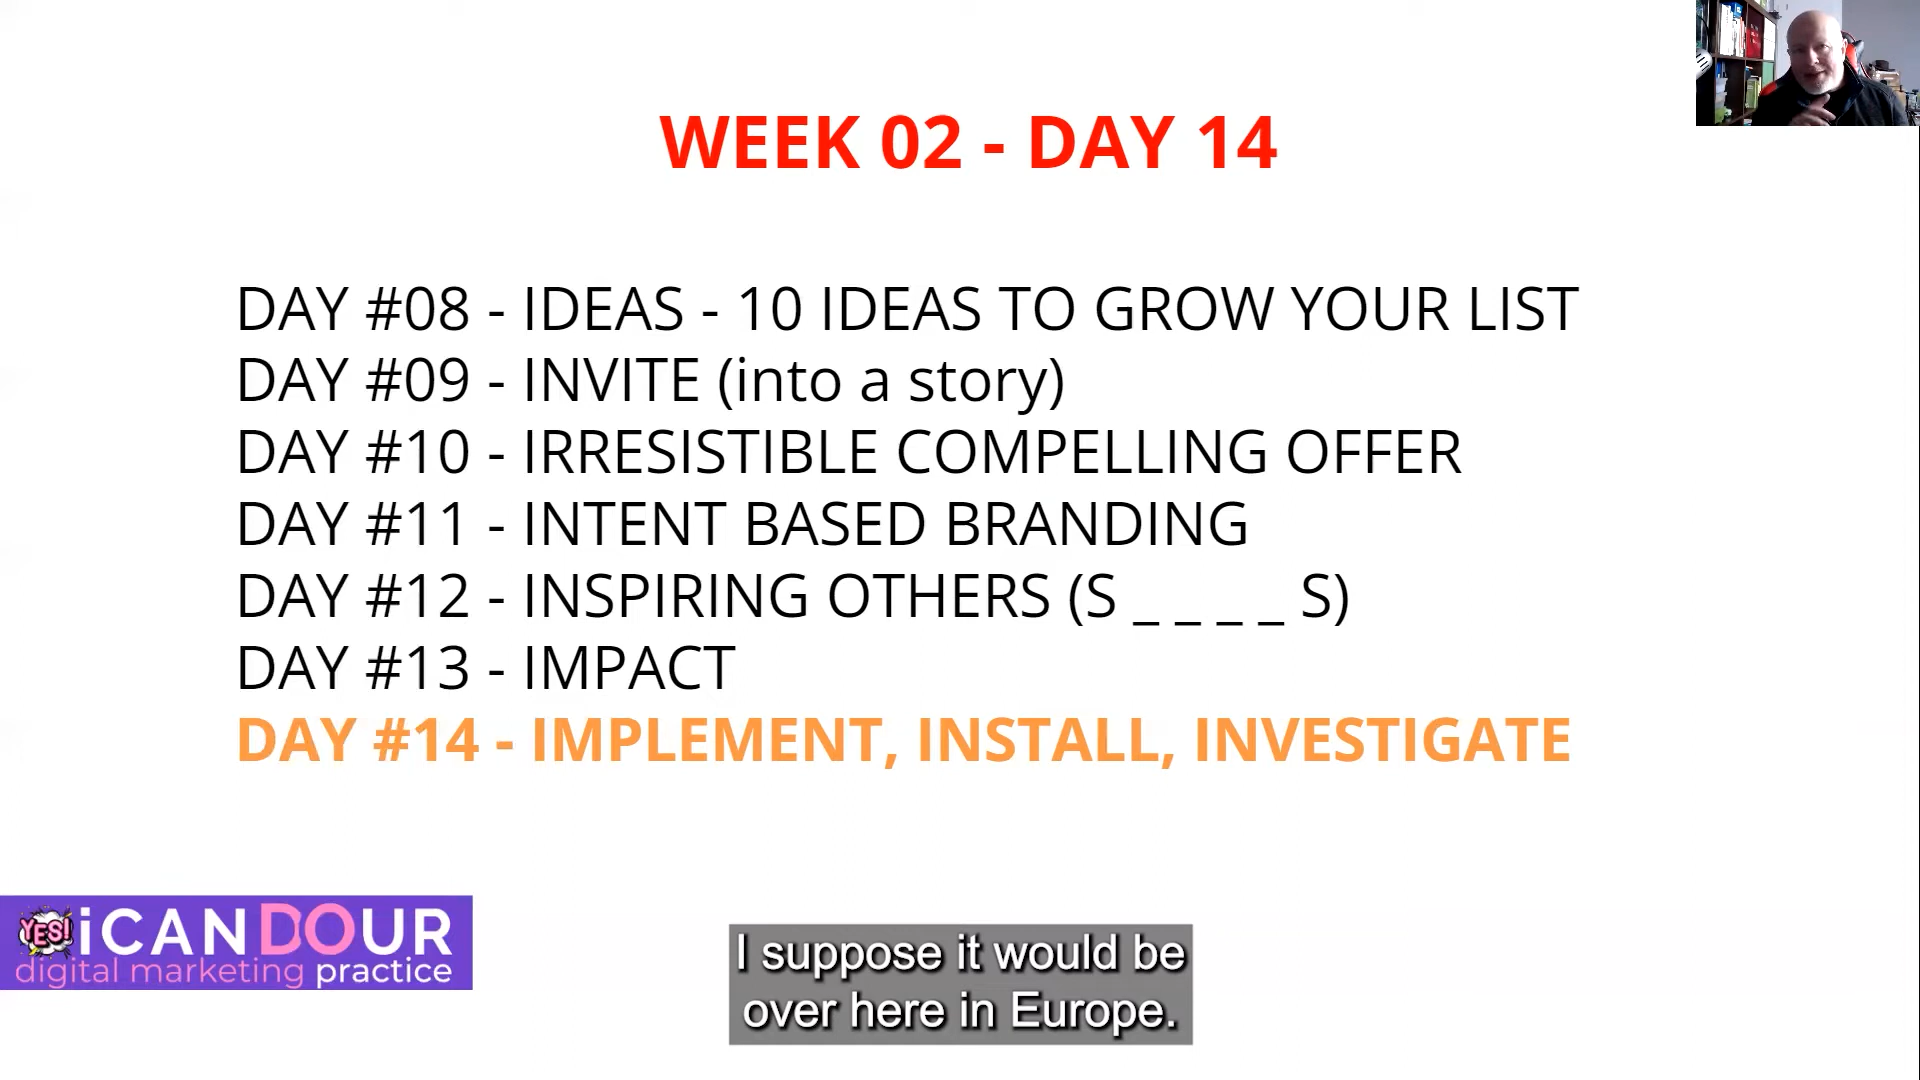 WEEK 02 - DAY 14
DAY #08 - IDEAS - 10 IDEAS TO GROW YOUR LIST
DAY #09 - INVITE (into a story)
DAY #10 - IRRESISTIBLE COMPELLING OFFER
DAY #11 - INTENT BASED BRANDING
DAY #12 - INSPIRING OTHERS (S _ _ _ _ S)
DAY #13 - IMPACT
DAY #14 - IMPLEMENT, INSTALL, INVESTIGATE
YES! iCANDOUR
digital marketing practice
I suppose it would be
over here in Europe.